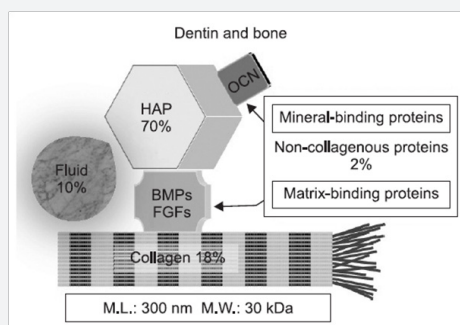 Dentin and bone
OCN
HAP
70%
Mineral-binding proteins
Non-collagenous proteins
2%
Matrix-binding proteins
Fluid
10%
BMPs
FGFs
Collagen 18%
M.L.: 300 nm M.W.: 30 kDa